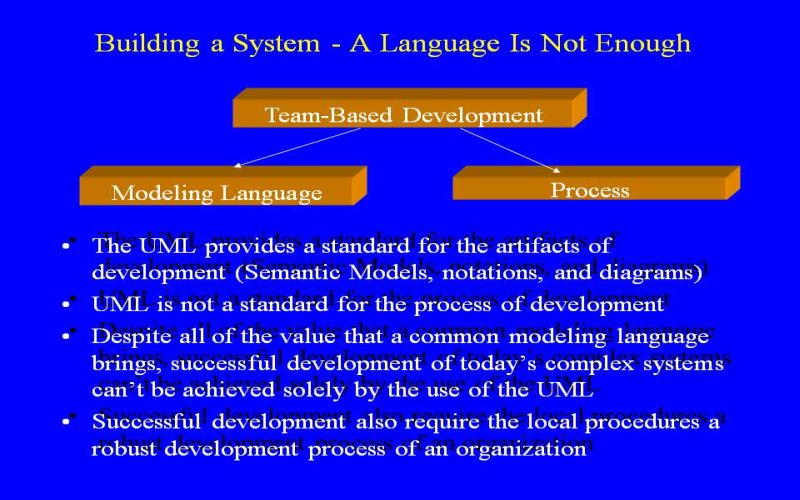 Building a System - A Language Is Not Enough
Team-Based Development
Modeling Language
Process
• The UML provides a standard for the artifacts of
development (Semantic Models, notations, and diagrams)
• UML is not a standard for the process of development
• Despite all of the value that a common modeling language
brings, successful development of today’s complex systems
can’t be achieved solely by the use of the UML
• Successful development also require the local procedures a
robust development process of an organization